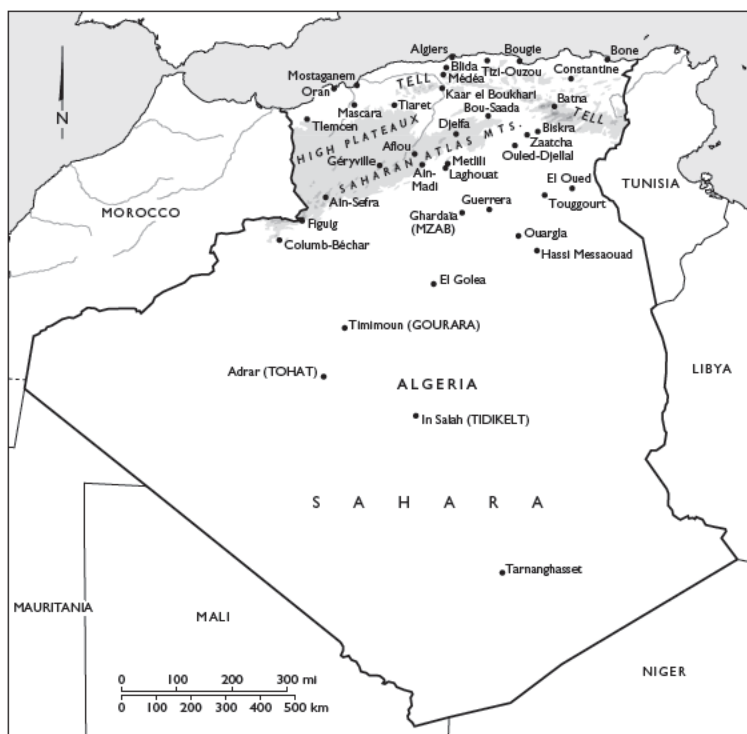 Algiers
Bougie
Bone
Blida
Médéa
Tizi-Ouzou
Constantine
Mostaganem
Oran
TELL
Kaar el Boukhari
Bou-Saada
Batna
TELL
N
Mascara
Tiaret
Tlemcen
HIGH PLATEAUX
Djelfa
Biskra
Zaatcha
Aflou
SAHARAN ATLAS MTS.
Ouled-Djellal
Géryville
Ain-
Madi
Metlili
Laghouat
El Oued
TUNISIA
Ain-Sefra
Guerrera
Touggourt
MOROCCO
Figuig
Ghardaïa
(MZAB)
Columb-Béchar
Ouargla
Hassi Messaouad
El Golea
Timimoun (GOURARA)
Adrar (TOHAT)
ALGERIA
LIBYA
In Salah (TIDIKELT)
SAHARA
Tarnanghasset
MAURITANIA
MALI
NIGER
0 100 200 300 mi
0 100 200 300 400 500 km